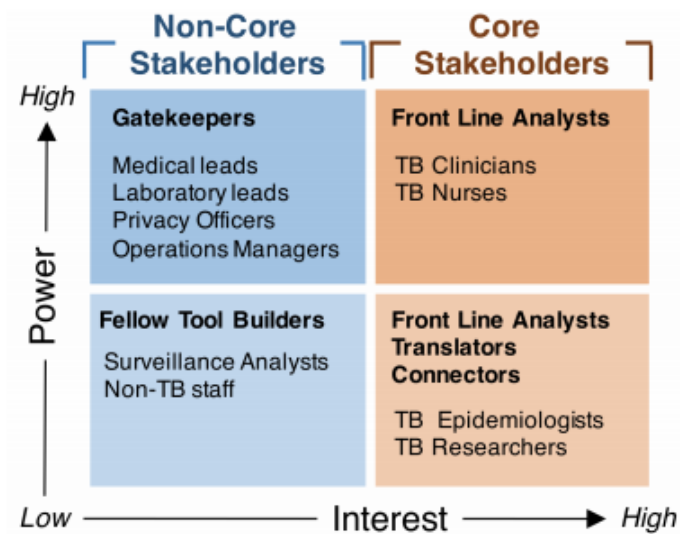 Non-Core
Stakeholders
Core
Stakeholders
High
Gatekeepers
Medical leads
Laboratory leads
Privacy Officers
Operations Managers
Front Line Analysts
TB Clinicians
TB Nurses
Power
Fellow Tool Builders
Surveillance Analysts
Non-TB staff
Front Line Analysts
Translators
Connectors
TB Epidemiologists
TB Researchers
Low
Interest
High